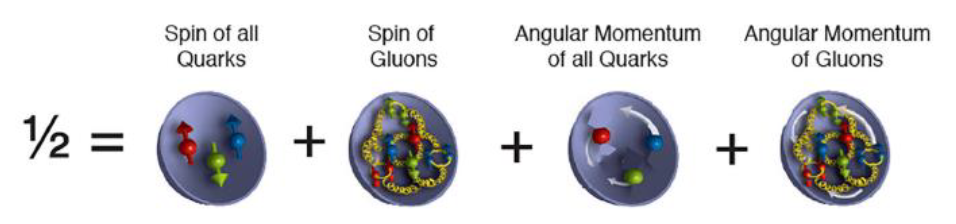 Spin of all
Quarks
Spin of
Gluons
Angular Momentum
of all Quarks
Angular Momentum
of Gluons
½ = + + +